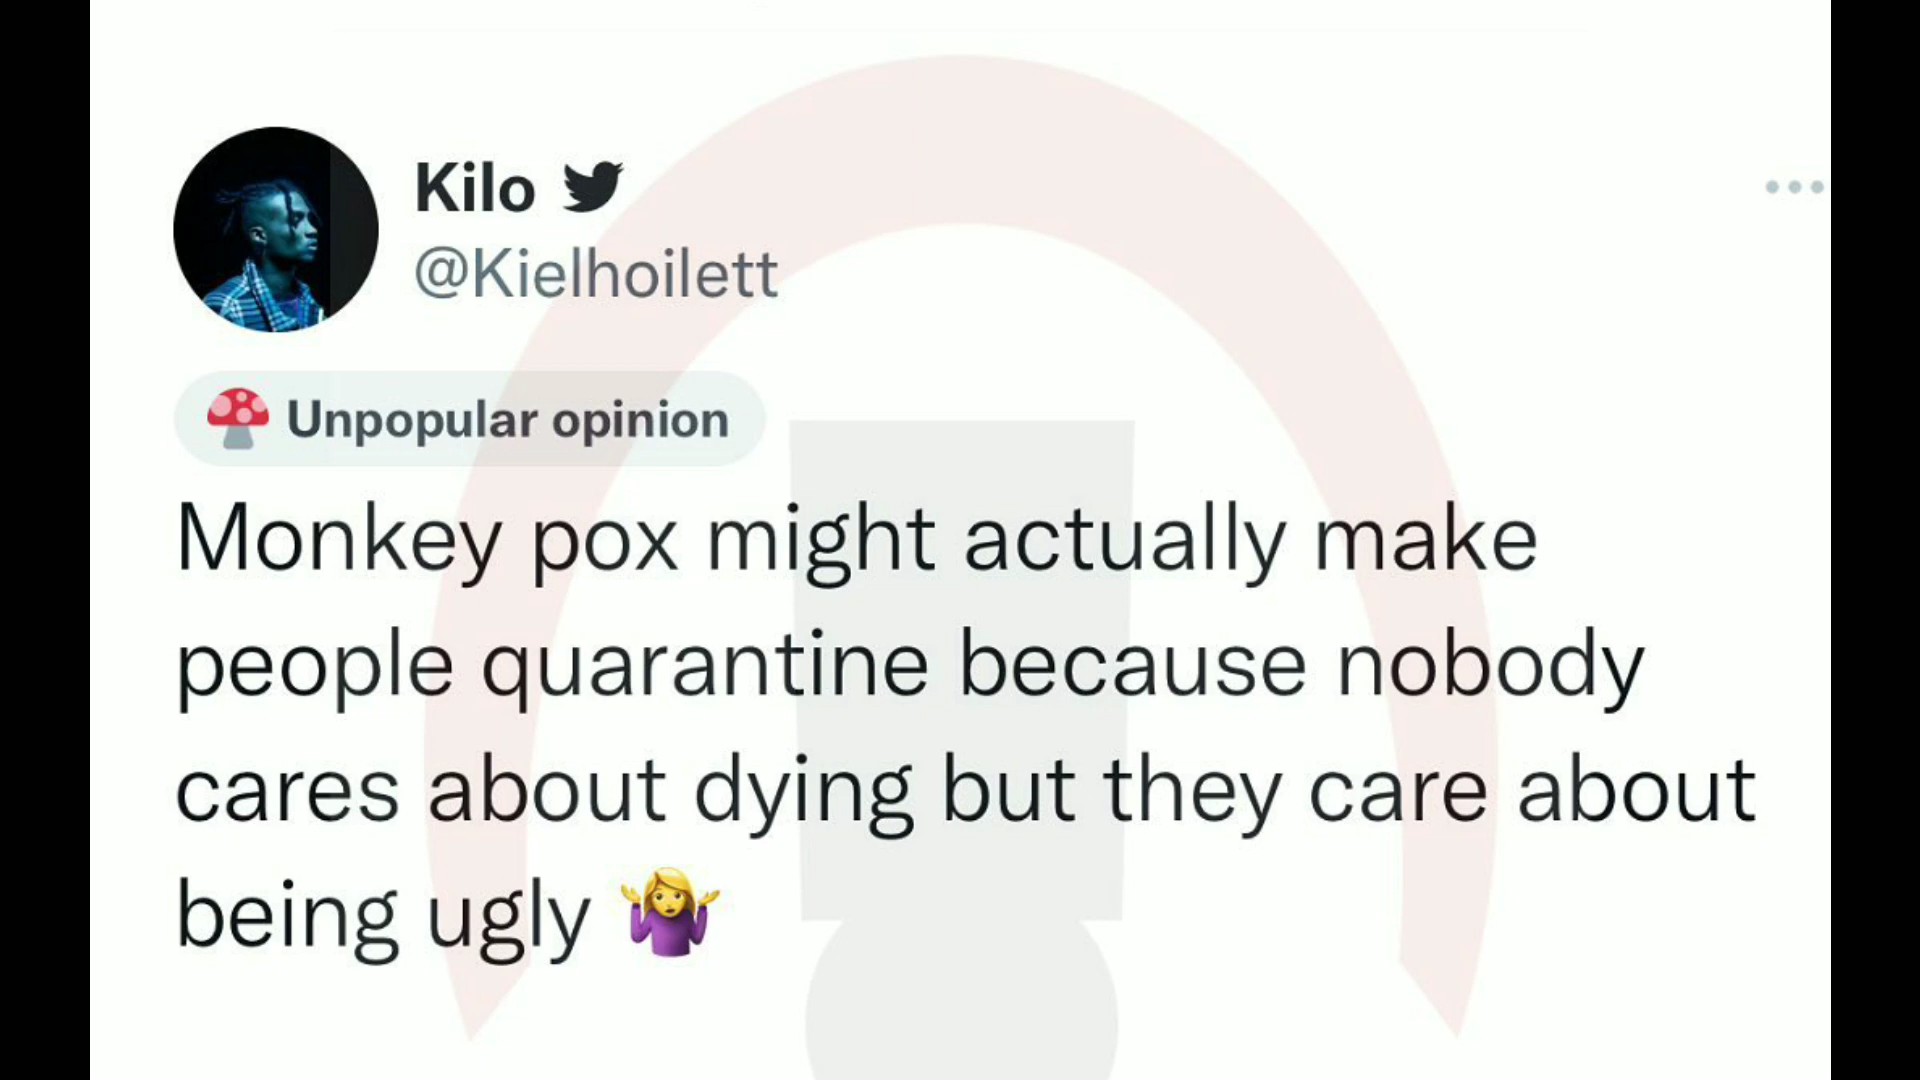 Kilo
@Kielhoilett
Unpopular opinion
Monkey pox might actually make
people quarantine because nobody
cares about dying but they care about
being ugly 🤷‍♀️